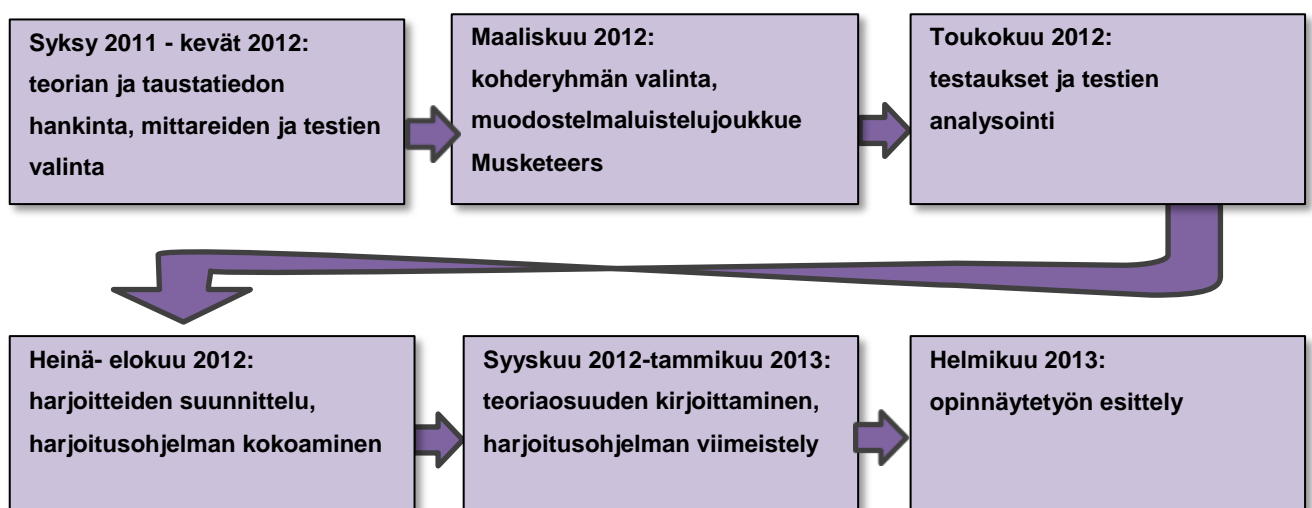 Syksy 2011 - kevät 2012:
teorian ja taustatiedon
hankinta, mittareiden ja testien
valinta
Maaliskuu 2012:
kohderyhmän valinta,
muodostelmaluistelujoukkue
Musketeers
Toukokuu 2012:
testaukset ja testien
analysointi
Heinä- elokuu 2012:
harjoitteiden suunnittelu,
harjoitusohjelman kokoaminen
Syyskuu 2012-tammikuu 2013:
teoriaosuuden kirjoittaminen,
harjoitusohjelman viimeistely
Helmikuu 2013:
opinnäytetyön esittely